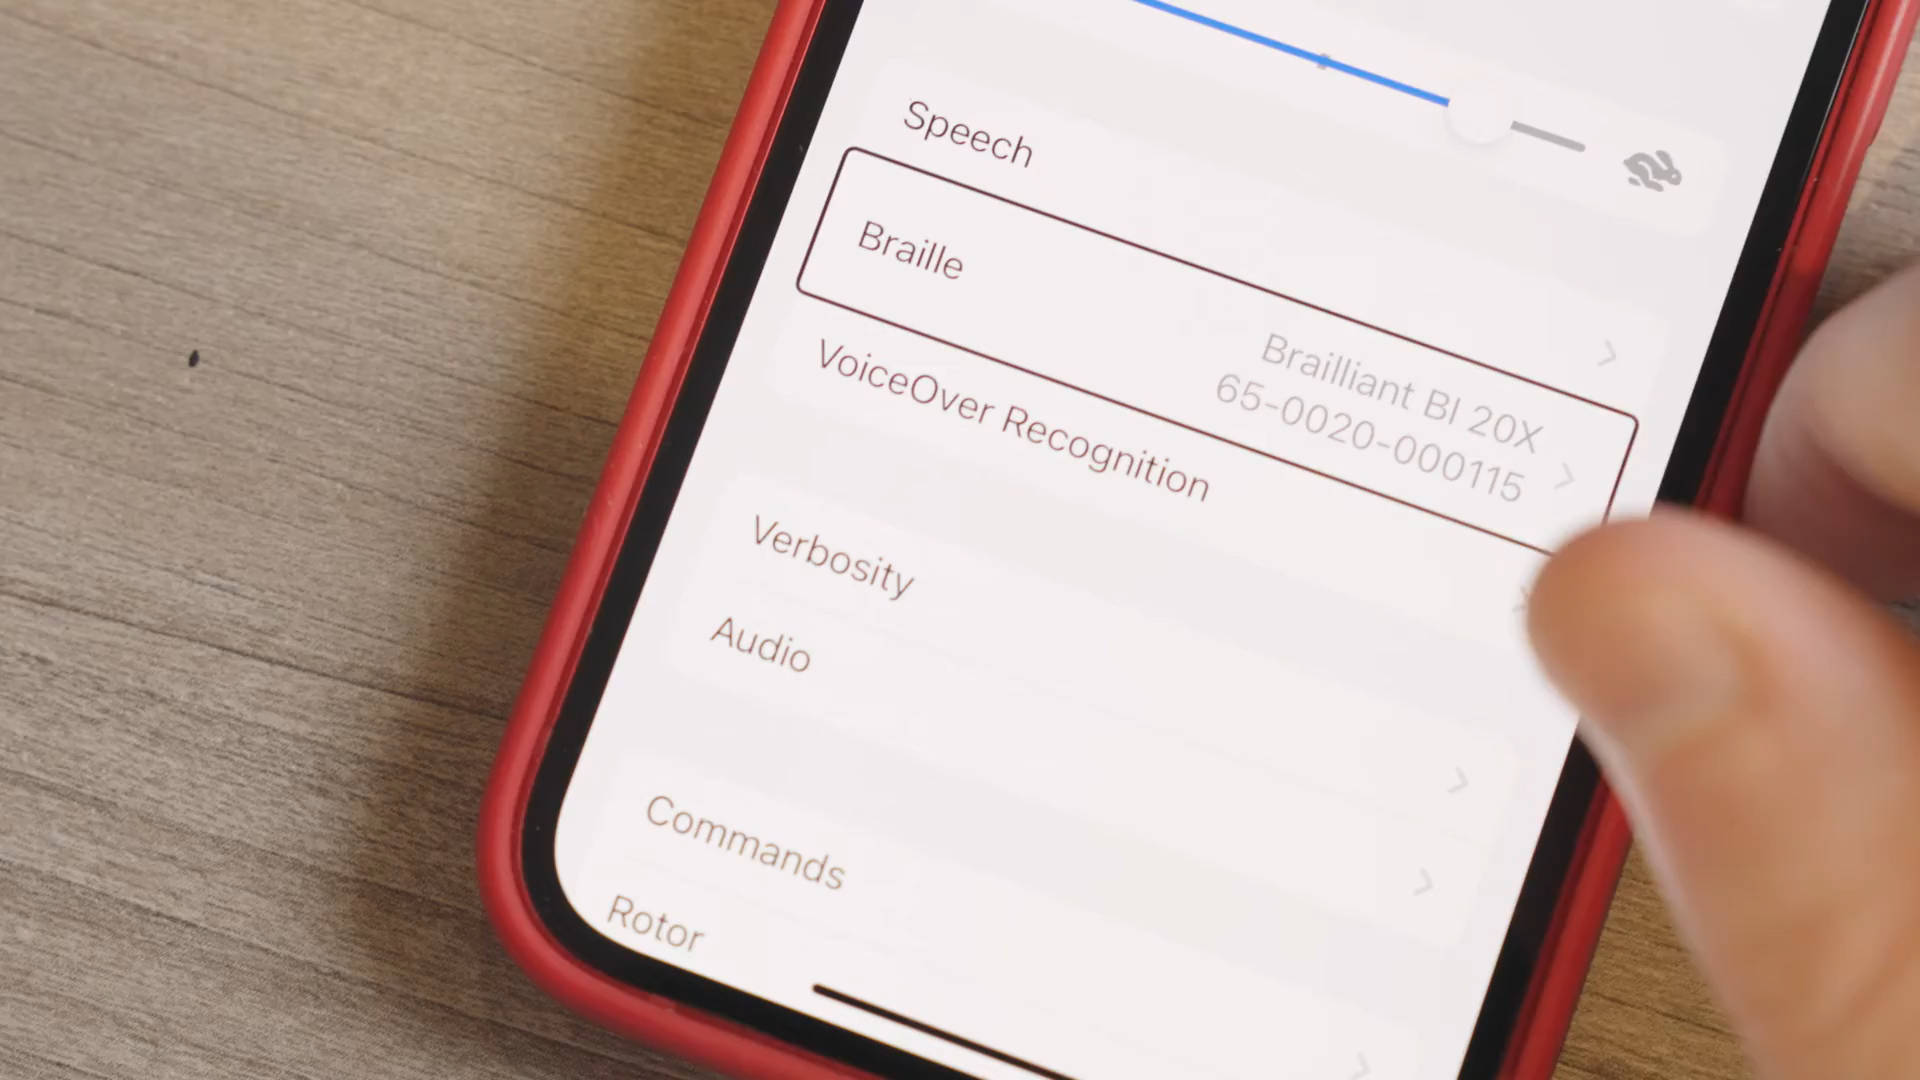 Speech
Braille
Brailliant BI 20X
65-0020-000115
VoiceOver Recognition
Verbosity
Audio
Commands
Rotor